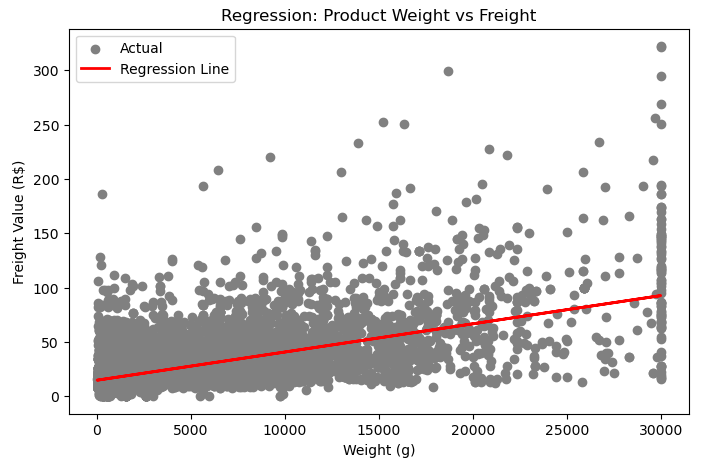 Regression: Product Weight vs Freight
Actual
Regression Line
Freight Value (R$)
300
250
200
150
100
50
0
0 5000 10000 15000 20000 25000 30000
Weight (g)